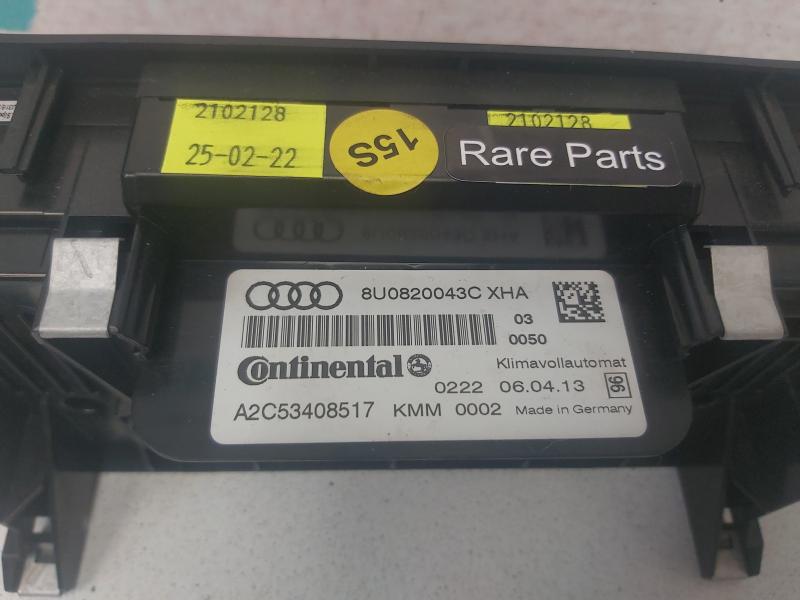 2102128
25-02-22
15S
2102128
Rare Parts
8U0820043C XHA
03
0050
Continental
Klimavollautomat
0222 06.04.13 96
A2C53408517 KMM 0002 Made in Germany